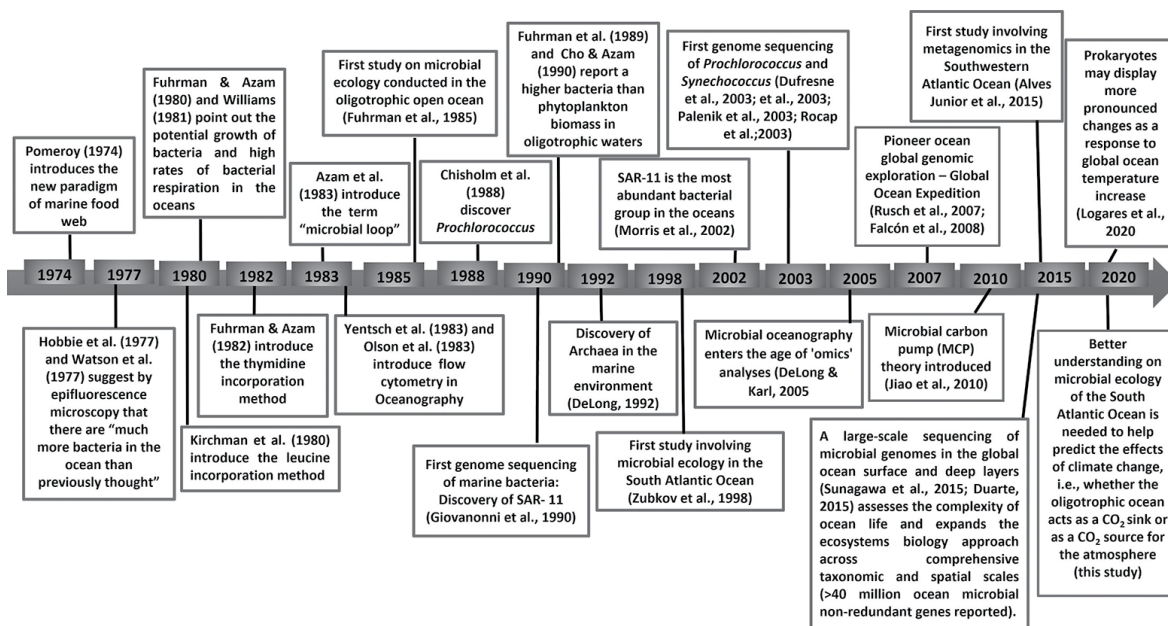 Pomeroy (1974)
introduces the
new paradigm
of marine food
web
Fuhrman & Azam
(1980) and Williams
(1981) point out the
potential growth of
bacteria and high
rates of bacterial
respiration in the
oceans
Azam et al.
(1983) introduce
the term
“microbial loop”
First study on microbial
ecology conducted in the
oligotrophic open ocean
(Fuhrman et al., 1985)
Chisholm et al.
(1988)
discover
Prochlorococcus
Fuhrman et al. (1989)
and Cho & Azam
(1990) report a
higher bacteria than
phytoplankton
biomass in
oligotrophic waters
SAR-11 is the most
abundant bacterial
group in the oceans
(Morris et al., 2002)
First genome sequencing
of Prochlorococcus and
Synechococcus (Dufresne
et al., 2003; et al., 2003;
Palenik et al., 2003; Rocap
et al.;2003)
Pioneer ocean
global genomic
exploration – Global
Ocean Expedition
(Rusch et al., 2007;
Falcón et al., 2008)
First study involving
metagenomics in the
Southwestern
Atlantic Ocean (Alves
Junior et al., 2015)
Prokaryotes
may display
more
pronounced
changes as a
response to
global ocean
temperature
increase
(Logares et al.,
2020
1974 1977 1980 1982 1983 1985 1988 1990 1992 1998 2002 2003 2005 2007 2010 2015 2020
Hobbie et al. (1977)
and Watson et al.
(1977) suggest by
epifluorescence
microscopy that
there are “much
more bacteria in the
ocean than
previously thought”
Kirchman et al. (1980)
introduce the leucine
incorporation method
Fuhrman & Azam
(1982) introduce
the thymidine
incorporation
method
Yentsch et al. (1983) and
Olson et al. (1983)
introduce flow
cytometry in
Oceanography
First genome sequencing
of marine bacteria:
Discovery of SAR- 11
(Giovanonni et al., 1990)
Discovery of
Archaea in the
marine
environment
(DeLong, 1992)
First study involving
microbial ecology in the
South Atlantic Ocean
(Zubkov et al., 1998)
Microbial oceanography
enters the age of 'omics'
analyses (DeLong &
Karl, 2005
Microbial carbon
pump (MCP)
theory introduced
(Jiao et al., 2010)
A large-scale sequencing of
microbial genomes in the global
ocean surface and deep layers
(Sunagawa et al., 2015; Duarte,
2015) assesses the complexity of
ocean life and expands the
ecosystems biology approach
across comprehensive
taxonomic and spatial scales
(>40 million ocean microbial
non-redundant genes reported).
Better
understanding on
microbial ecology
of the South
Atlantic Ocean is
needed to help
predict the effects
of climate change,
i.e., whether the
oligotrophic ocean
acts as a CO₂ sink or
as a CO₂ source for
the atmosphere
(this study)